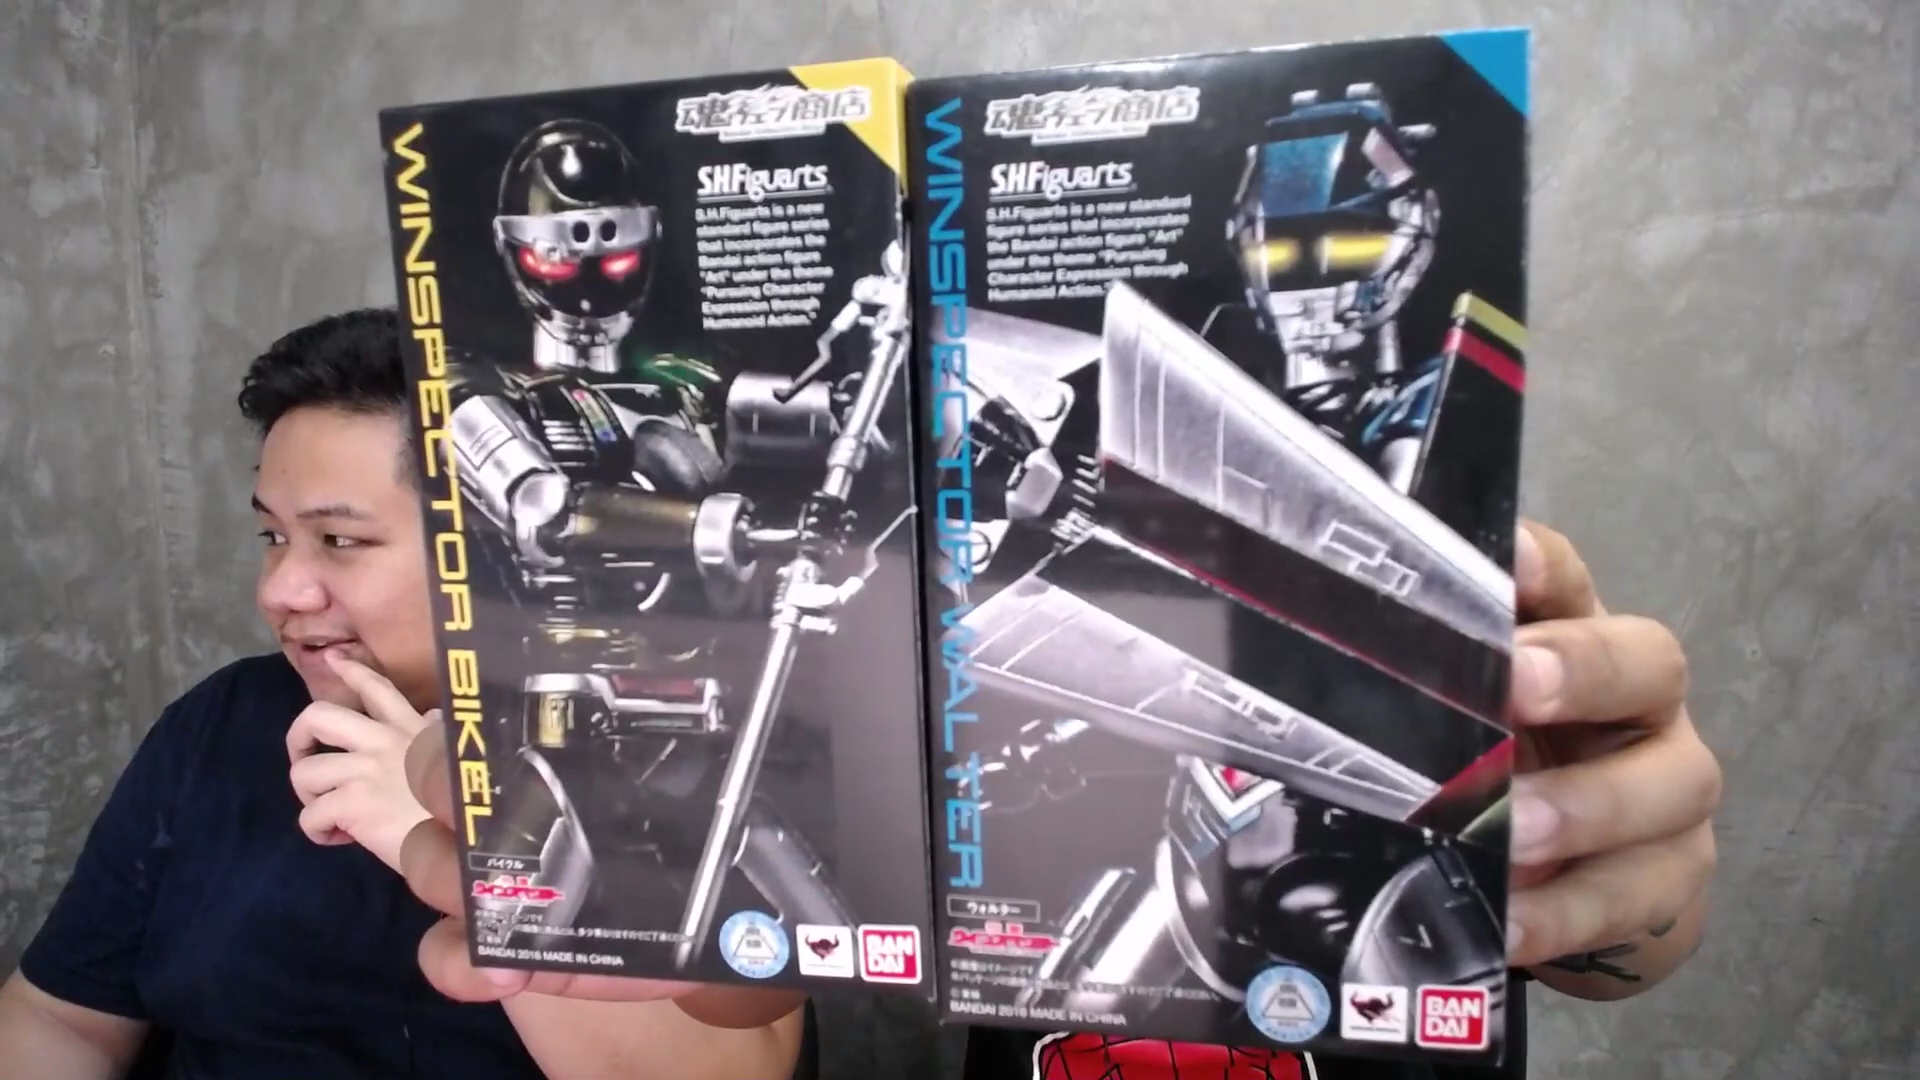 WINSPECTOR BIKEL
魂ウェブ商店
S.H.Figuarts
S.H.Figuarts is a new
standard figure series
that incorporates the
Bandai action figure
"Art" under the theme
"Pursuing Character
Expression through
Humanoid Action."
バイクル
BANDAI 2016 MADE IN CHINA
BAN
DAI
WINSPECTOR WALTER
魂ウェブ商店
S.H.Figuarts
S.H.Figuarts is a new standard
figure series that incorporates
the Bandai action figure "Art"
under the theme "Pursuing
Character Expression through
Humanoid Action."
ウォルター
BANDAI 2016 MADE IN CHINA
BAN
DAI